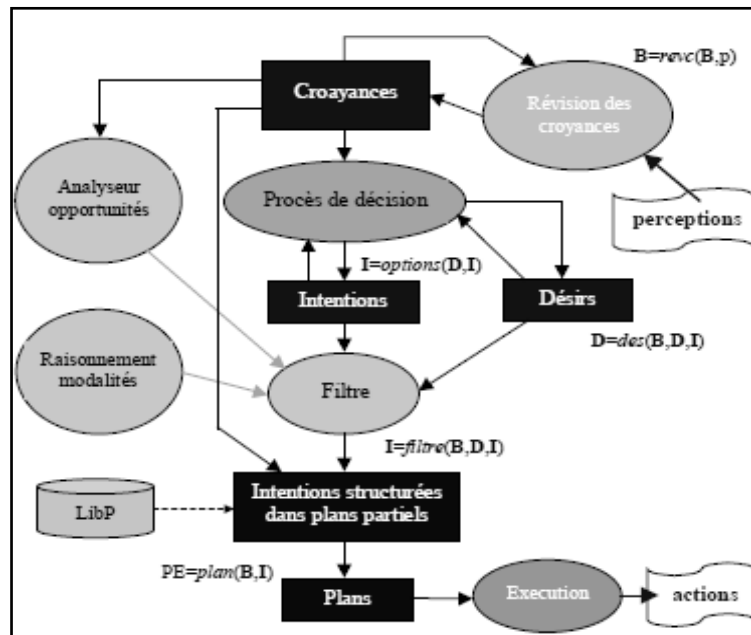 B=revc(B,p)
Croayances
Révision des
croyances
Analyseur
opportunités
Procès de décision
perceptions
I=options(D,I)
Intentions
Désirs
D=des(B,D,I)
Raisonnement
modalités
Filtre
I=filtre(B,D,I)
Intentions structurées
dans plans partiels
LibP
PE=plan(B,I)
Plans
Execution
actions